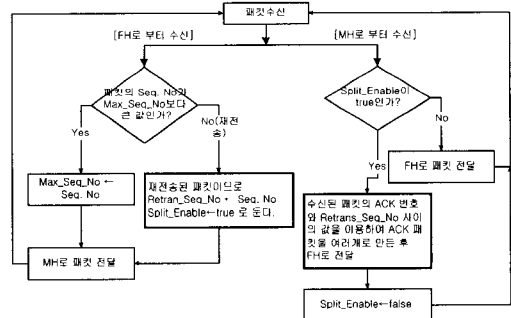 패킷수신
[FH로 부터 수신]
[MH로 부터 수신]
패킷의 Seq. No가
Max_Seq_No보다
큰 값인가?
Yes
No(재전
송)
Max_Seq_No ←
Seq. No
재전송된 패킷이므로
Retran_Seq_No ← Seq. No
Split_Enable←true 로 둔다.
MH로 패킷 전달
Split_Enable이
true인가?
No
Yes
FH로 패킷 전달
수신된 패킷의 ACK 번호
와 Retrans_Seq_No 사이
의 값을 이용하여 ACK 패
킷을 여러개로 만든 후
FH로 전달
Split_Enable←false